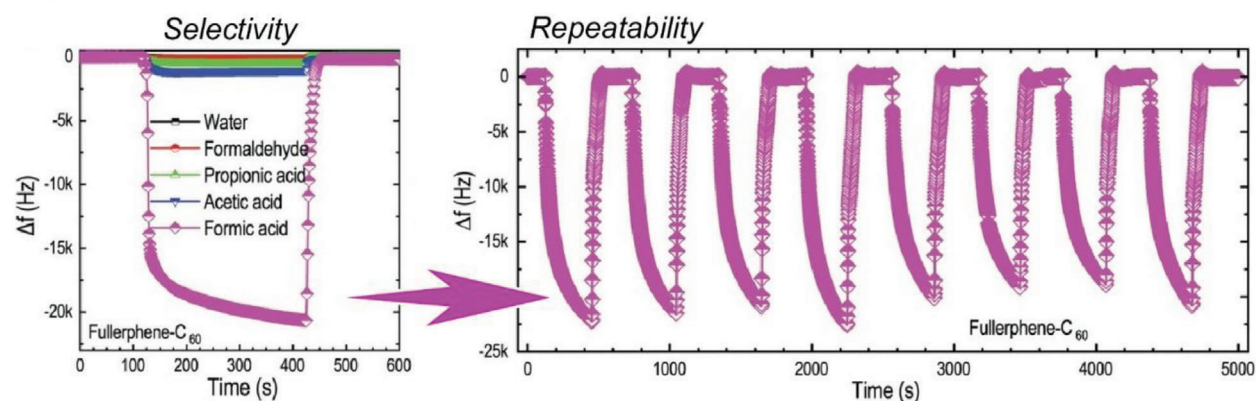 Selectivity
0
-5k
-10k
-15k
-20k
Δf (Hz)
Water
Formaldehyde
Propionic acid
Acetic acid
Formic acid
Fullerphene-C60
0 100 200 300 400 500 600
Time (s)
Repeatability
0
-5k
-10k
-15k
-20k
-25k
Δf (Hz)
Fullerphene-C60
0 1000 2000 3000 4000 5000
Time (s)